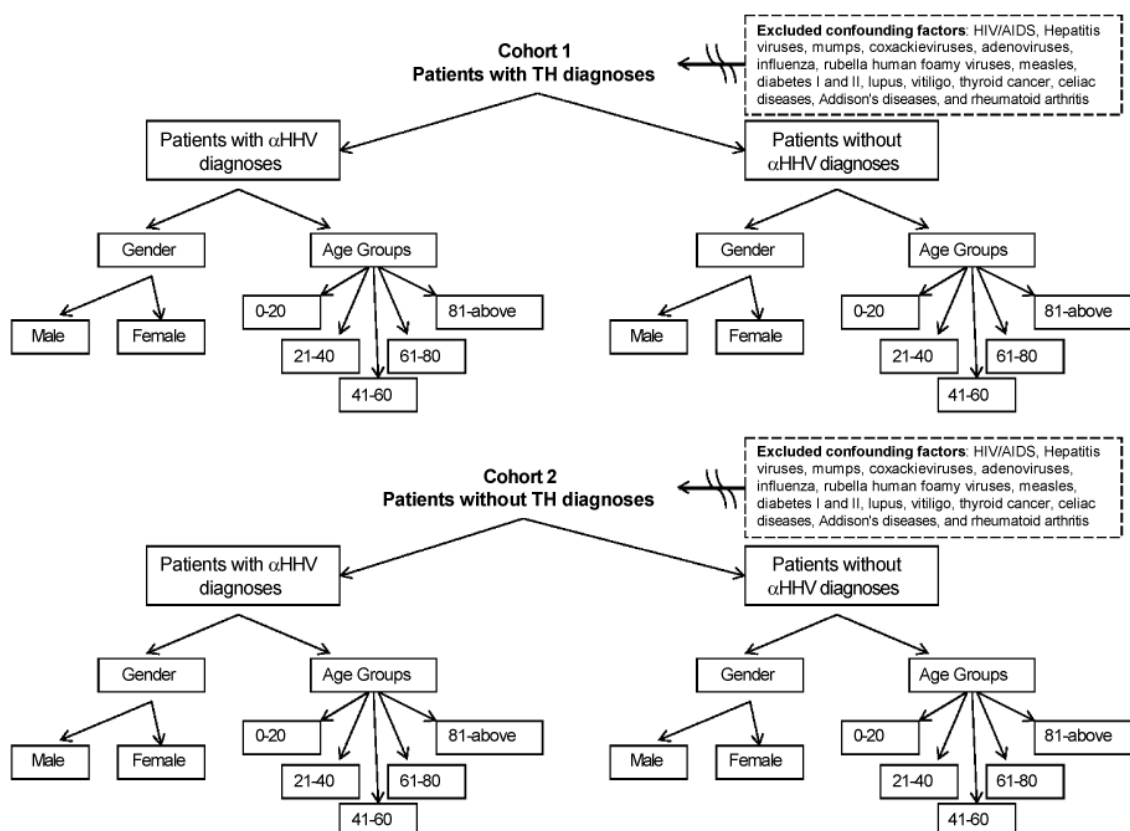 Cohort 1
Patients with TH diagnoses
Excluded confounding factors: HIV/AIDS, Hepatitis
viruses, mumps, coxackieviruses, adenoviruses,
influenza, rubella human foamy viruses, measles,
diabetes I and II, lupus, vitiligo, thyroid cancer, celiac
diseases, Addison's diseases, and rheumatoid arthritis
Patients with αHHV
diagnoses
Patients without
αHHV diagnoses
Gender
Age Groups
Gender
Age Groups
Male
Female
0-20
21-40
41-60
61-80
81-above
Male
Female
0-20
21-40
41-60
61-80
81-above
Cohort 2
Patients without TH diagnoses
Excluded confounding factors: HIV/AIDS, Hepatitis
viruses, mumps, coxackieviruses, adenoviruses,
influenza, rubella human foamy viruses, measles,
diabetes I and II, lupus, vitiligo, thyroid cancer, celiac
diseases, Addison's diseases, and rheumatoid arthritis
Patients with αHHV
diagnoses
Patients without
αHHV diagnoses
Gender
Age Groups
Gender
Age Groups
Male
Female
0-20
21-40
41-60
61-80
81-above
Male
Female
0-20
21-40
41-60
61-80
81-above